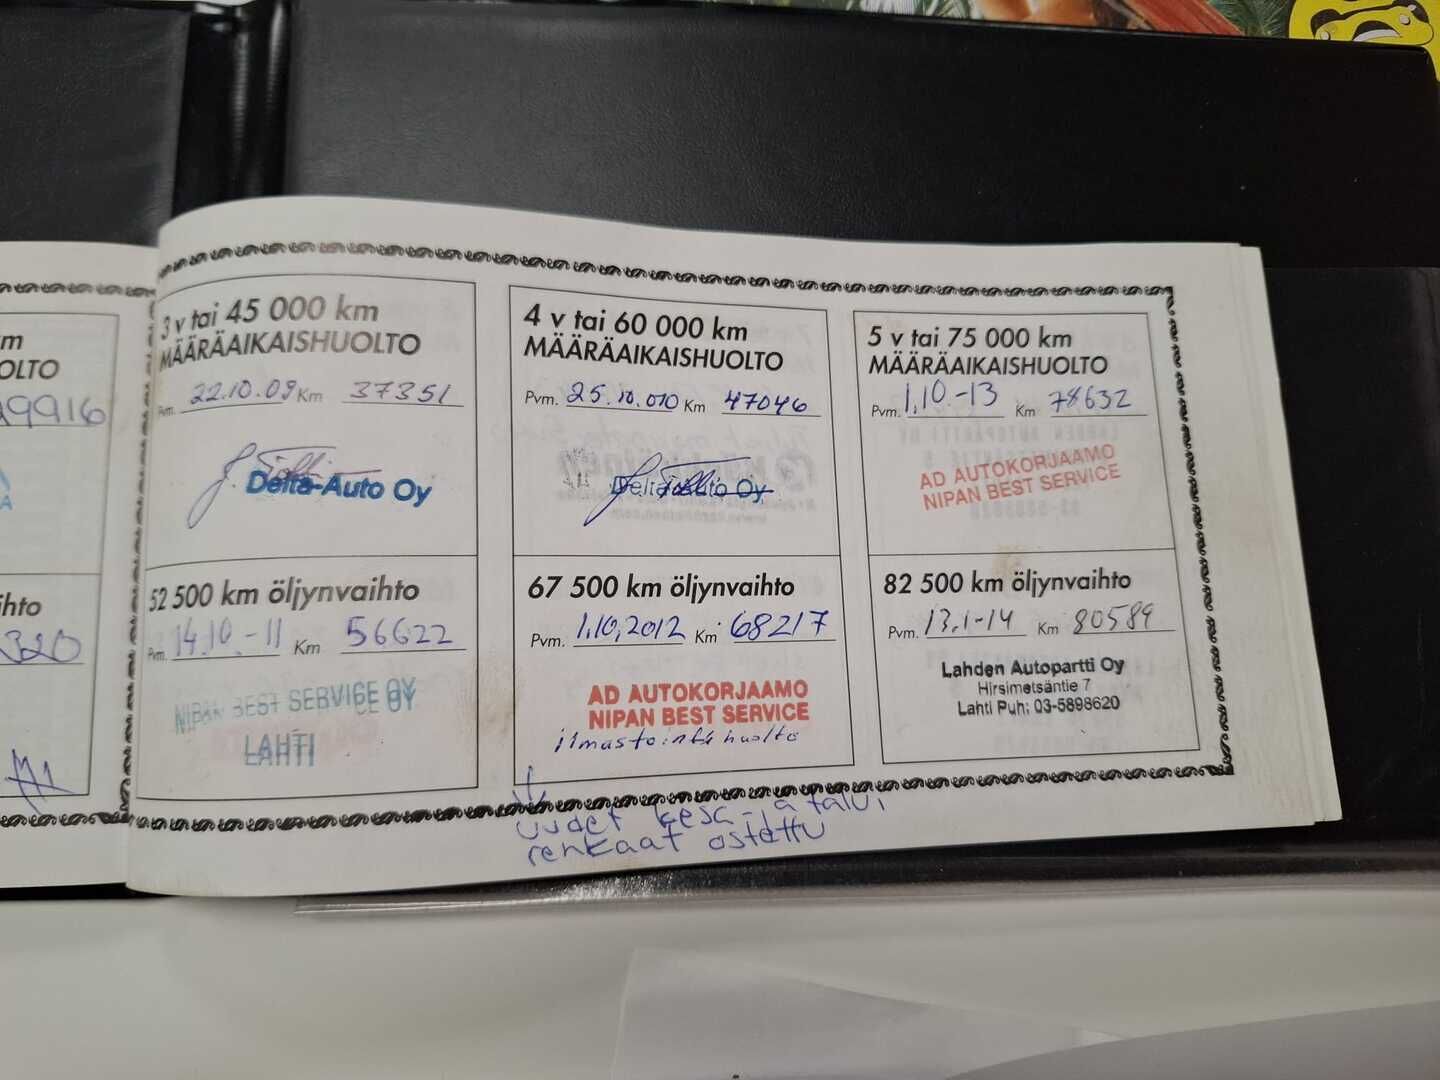 m
OLTO
29916
A
ihto
320
3 v tai 45 000 km
MÄÄRÄAIKAISHUOLTO
Pvm. 22.10.09 Km 37351
Delta-Auto Oy
52 500 km öljynvaihto
Pvm. 14.10.-11 Km 56622
NIPAN BEST SERVICE OY
LAHTI
4 v tai 60 000 km
MÄÄRÄAIKAISHUOLTO
Pvm. 25.10.010 Km 47046
Delta-Auto Oy
67 500 km öljynvaihto
Pvm. 1.10.2012 Km 68217
AD AUTOKORJAAMO
NIPAN BEST SERVICE
ilmastointihuolto
uudet kesä- ja talvi
renkaat ostettu
5 v tai 75 000 km
MÄÄRÄAIKAISHUOLTO
Pvm. 1.10.-13 Km 78632
AD AUTOKORJAAMO
NIPAN BEST SERVICE
82 500 km öljynvaihto
Pvm. 13.1-14 Km 80589
Lahden Autopartti Oy
Hirsimetsäntie 7
Lahti Puh: 03-5898620